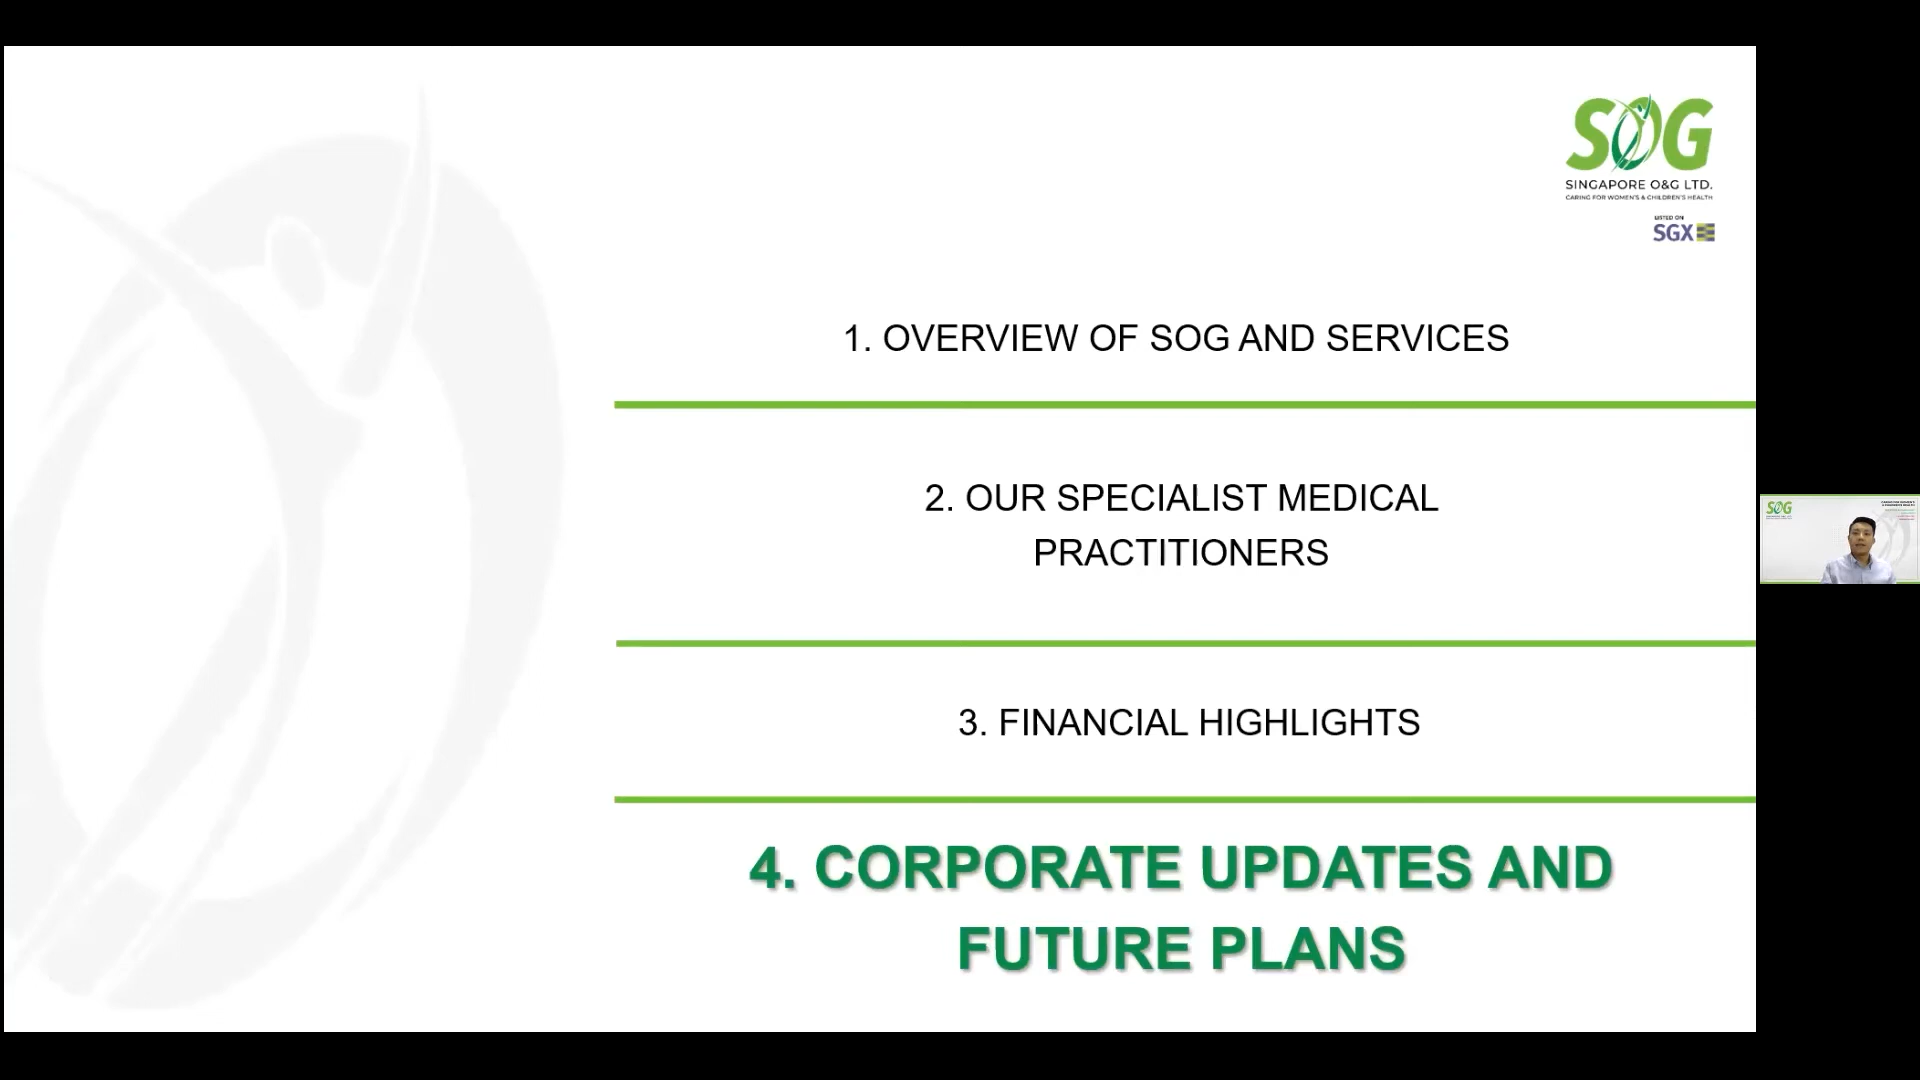 SOG
SINGAPORE O&G LTD.
CARING FOR WOMEN'S & CHILDREN'S HEALTH
LISTED ON
SGX
1. OVERVIEW OF SOG AND SERVICES
2. OUR SPECIALIST MEDICAL
PRACTITIONERS
3. FINANCIAL HIGHLIGHTS
4. CORPORATE UPDATES AND
FUTURE PLANS
SOG